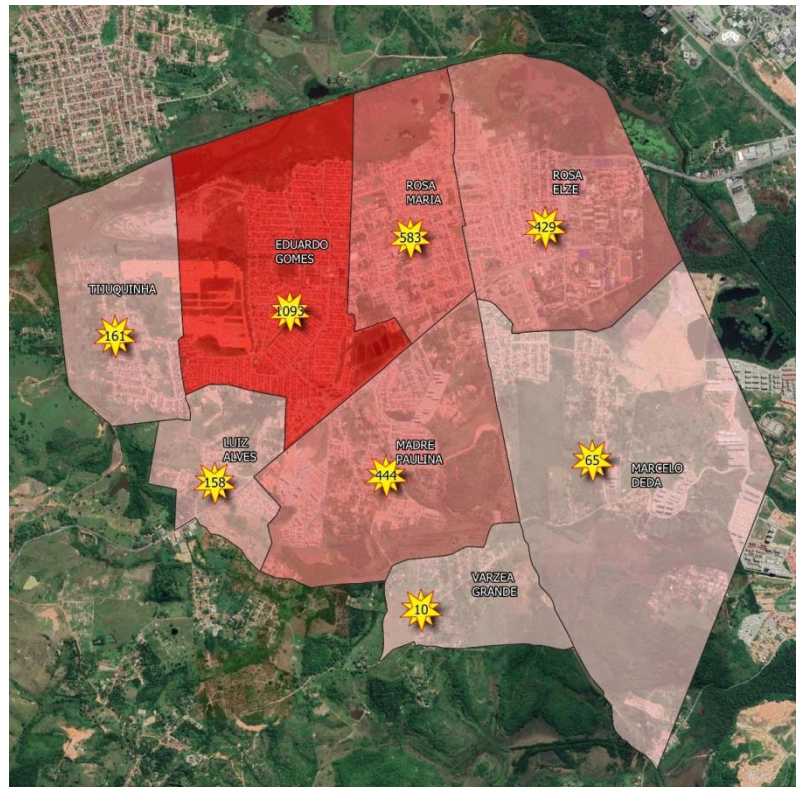 ROSA
ELZE
ROSA
MARIA
429
583
EDUARDO
GOMES
TIJUQUINHA
1093
161
LUIZ
ALVES
MADRE
PAULINA
65
MARCELO
DEDA
444
158
VARZEA
GRANDE
10